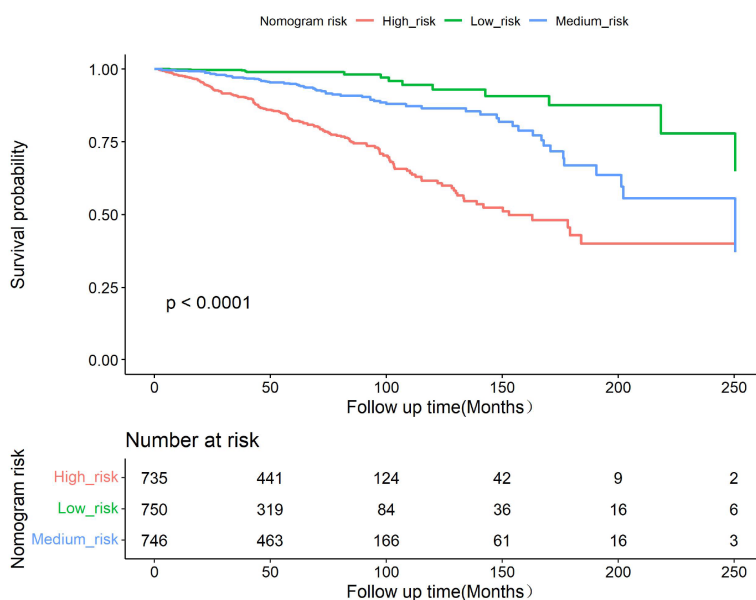 Nomogram risk High_risk Low_risk Medium_risk
1.00
0.75
0.50
0.25
0.00
Survival probability
p < 0.0001
0 50 100 150 200 250
Follow up time(Months）
Number at risk
Nomogram risk
High_risk 735 441 124 42 9 2
Low_risk 750 319 84 36 16 6
Medium_risk 746 463 166 61 16 3
0 50 100 150 200 250
Follow up time(Months）